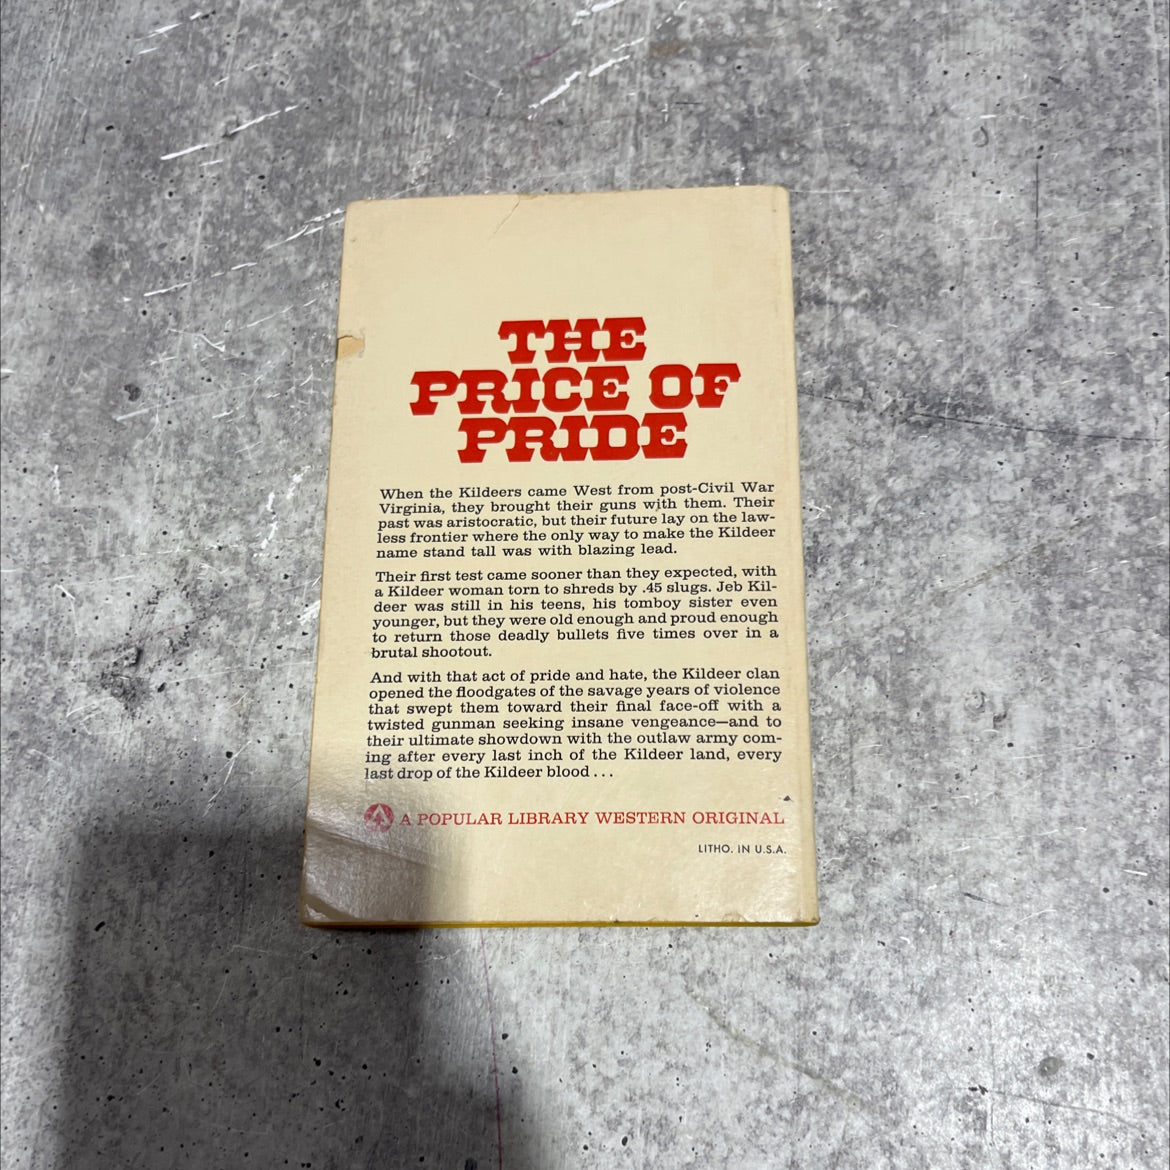 THE
PRICE OF
PRIDE
When the Kildeers came West from post-Civil War
Virginia, they brought their guns with them. Their
past was aristocratic, but their future lay on the law-
less frontier where the only way to make the Kildeer
name stand tall was with blazing lead.
Their first test came sooner than they expected, with
a Kildeer woman torn to shreds by .45 slugs. Jeb Kil-
deer was still in his teens, his tomboy sister even
younger, but they were old enough and proud enough
to return those deadly bullets five times over in a
brutal shootout.
And with that act of pride and hate, the Kildeer clan
opened the floodgates of the savage years of violence
that swept them toward their final face-off with a
twisted gunman seeking insane vengeance—and to
their ultimate showdown with the outlaw army com-
ing after every last inch of the Kildeer land, every
last drop of the Kildeer blood . . .
A POPULAR LIBRARY WESTERN ORIGINAL
LITHO. IN U.S.A.